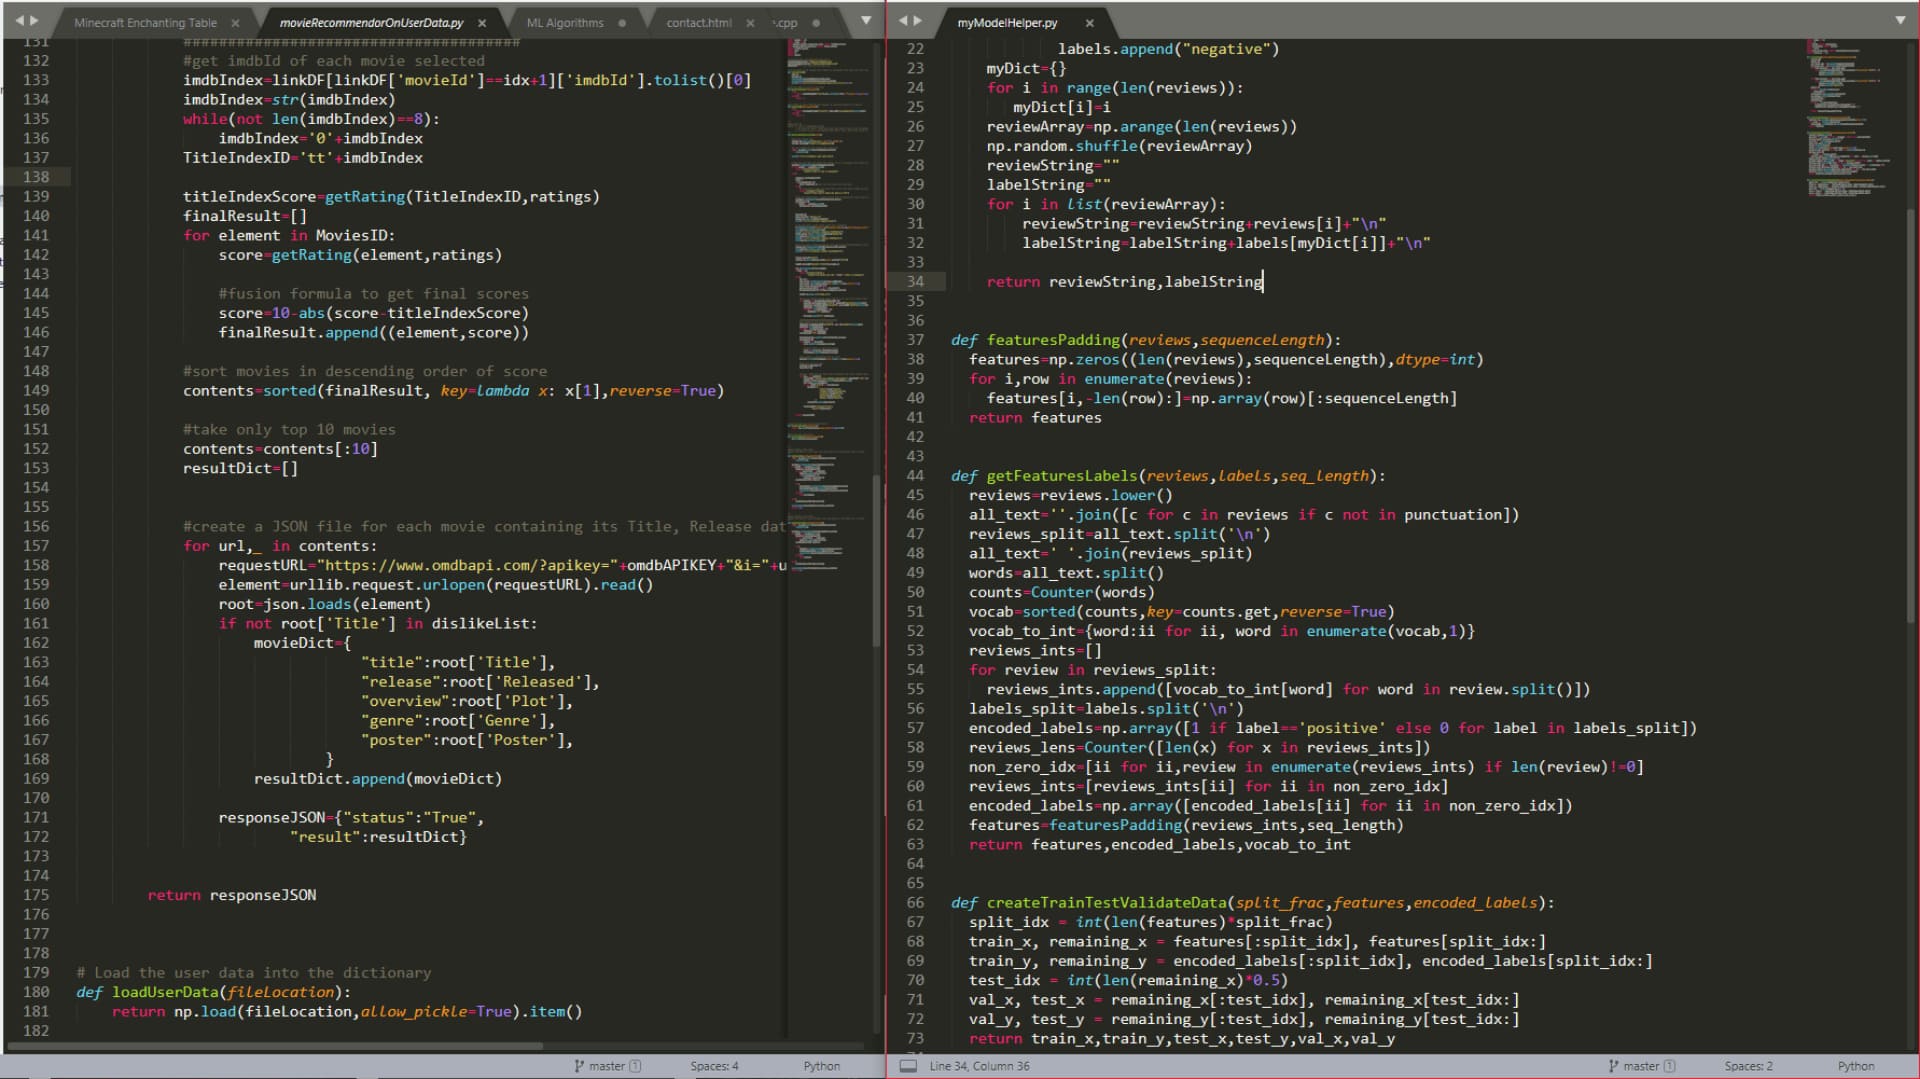 Minecraft Enchanting Table × movieRecommendorOnUserData.py × ML Algorithms contact.html × .cpp
131 ######################################
132 #get imdbId of each movie selected
133 imdbIndex=linkDF[linkDF['movieId']==idx+1]['imdbId'].tolist()[0]
134 imdbIndex=str(imdbIndex)
135 while(not len(imdbIndex)==8):
136 imdbIndex='0'+imdbIndex
137 TitleIndexID='tt'+imdbIndex
138
139 titleIndexScore=getRating(TitleIndexID,ratings)
140 finalResult=[]
141 for element in MoviesID:
142 score=getRating(element,ratings)
143
144 #fusion formula to get final scores
145 score=10-abs(score-titleIndexScore)
146 finalResult.append((element,score))
147
148 #sort movies in descending order of score
149 contents=sorted(finalResult, key=lambda x: x[1],reverse=True)
150
151 #take only top 10 movies
152 contents=contents[:10]
153 resultDict=[]
154
155
156 #create a JSON file for each movie containing its Title, Release dat
157 for url,_ in contents:
158 requestURL="https://www.omdbapi.com/?apikey="+omdbAPIKEY+"&i="+u
159 element=urllib.request.urlopen(requestURL).read()
160 root=json.loads(element)
161 if not root['Title'] in dislikeList:
162 movieDict={
163 "title":root['Title'],
164 "release":root['Released'],
165 "overview":root['Plot'],
166 "genre":root['Genre'],
167 "poster":root['Poster'],
168 }
169 resultDict.append(movieDict)
170
171 responseJSON={"status":"True",
172 "result":resultDict}
173
174
175 return responseJSON
176
177
178
179 # Load the user data into the dictionary
180 def loadUserData(fileLocation):
181 return np.load(fileLocation,allow_pickle=True).item()
182
master 1 Spaces: 4 Python
myModelHelper.py ×
22 labels.append("negative")
23 myDict={}
24 for i in range(len(reviews)):
25 myDict[i]=i
26 reviewArray=np.arange(len(reviews))
27 np.random.shuffle(reviewArray)
28 reviewString=""
29 labelString=""
30 for i in list(reviewArray):
31 reviewString=reviewString+reviews[i]+"\n"
32 labelString=labelString+labels[myDict[i]]+"\n"
33
34 return reviewString,labelString
35
36
37 def featuresPadding(reviews,sequenceLength):
38 features=np.zeros((len(reviews),sequenceLength),dtype=int)
39 for i,row in enumerate(reviews):
40 features[i,-len(row):]=np.array(row)[:sequenceLength]
41 return features
42
43
44 def getFeaturesLabels(reviews,labels,seq_length):
45 reviews=reviews.lower()
46 all_text=''.join([c for c in reviews if c not in punctuation])
47 reviews_split=all_text.split('\n')
48 all_text=' '.join(reviews_split)
49 words=all_text.split()
50 counts=Counter(words)
51 vocab=sorted(counts,key=counts.get,reverse=True)
52 vocab_to_int={word:ii for ii, word in enumerate(vocab,1)}
53 reviews_ints=[]
54 for review in reviews_split:
55 reviews_ints.append([vocab_to_int[word] for word in review.split()])
56 labels_split=labels.split('\n')
57 encoded_labels=np.array([1 if label=='positive' else 0 for label in labels_split])
58 reviews_lens=Counter([len(x) for x in reviews_ints])
59 non_zero_idx=[ii for ii,review in enumerate(reviews_ints) if len(review)!=0]
60 reviews_ints=[reviews_ints[ii] for ii in non_zero_idx]
61 encoded_labels=np.array([encoded_labels[ii] for ii in non_zero_idx])
62 features=featuresPadding(reviews_ints,seq_length)
63 return features,encoded_labels,vocab_to_int
64
65
66 def createTrainTestValidateData(split_frac,features,encoded_labels):
67 split_idx = int(len(features)*split_frac)
68 train_x, remaining_x = features[:split_idx], features[split_idx:]
69 train_y, remaining_y = encoded_labels[:split_idx], encoded_labels[split_idx:]
70 test_idx = int(len(remaining_x)*0.5)
71 val_x, test_x = remaining_x[:test_idx], remaining_x[test_idx:]
72 val_y, test_y = remaining_y[:test_idx], remaining_y[test_idx:]
73 return train_x,train_y,test_x,test_y,val_x,val_y
Line 34, Column 36 master 1 Spaces: 2 Python